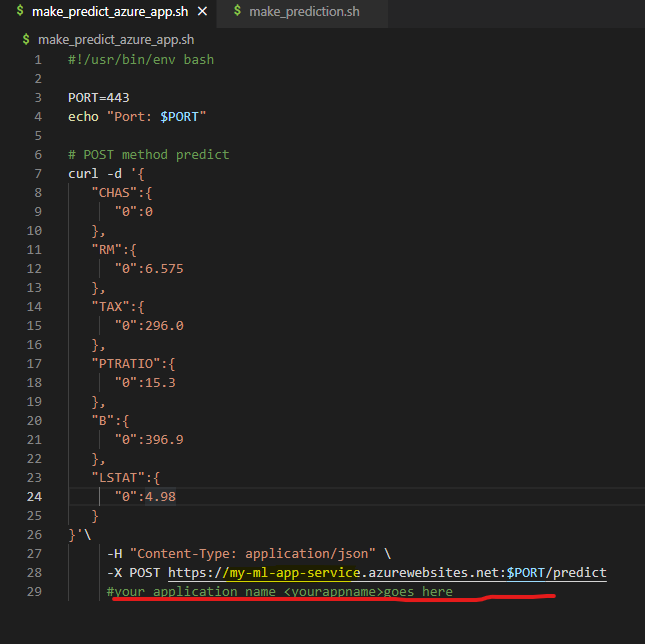 $ make_predict_azure_app.sh × $ make_prediction.sh
$ make_predict_azure_app.sh
1 #!/usr/bin/env bash
2
3 PORT=443
4 echo "Port: $PORT"
5
6 # POST method predict
7 curl -d '{
8 "CHAS":{
9 "0":0
10 },
11 "RM":{
12 "0":6.575
13 },
14 "TAX":{
15 "0":296.0
16 },
17 "PTRATIO":{
18 "0":15.3
19 },
20 "B":{
21 "0":396.9
22 },
23 "LSTAT":{
24 "0":4.98
25 }
26 }'\
27 -H "Content-Type: application/json" \
28 -X POST https://my-ml-app-service.azurewebsites.net:$PORT/predict
29 #your application name <yourappname>goes here